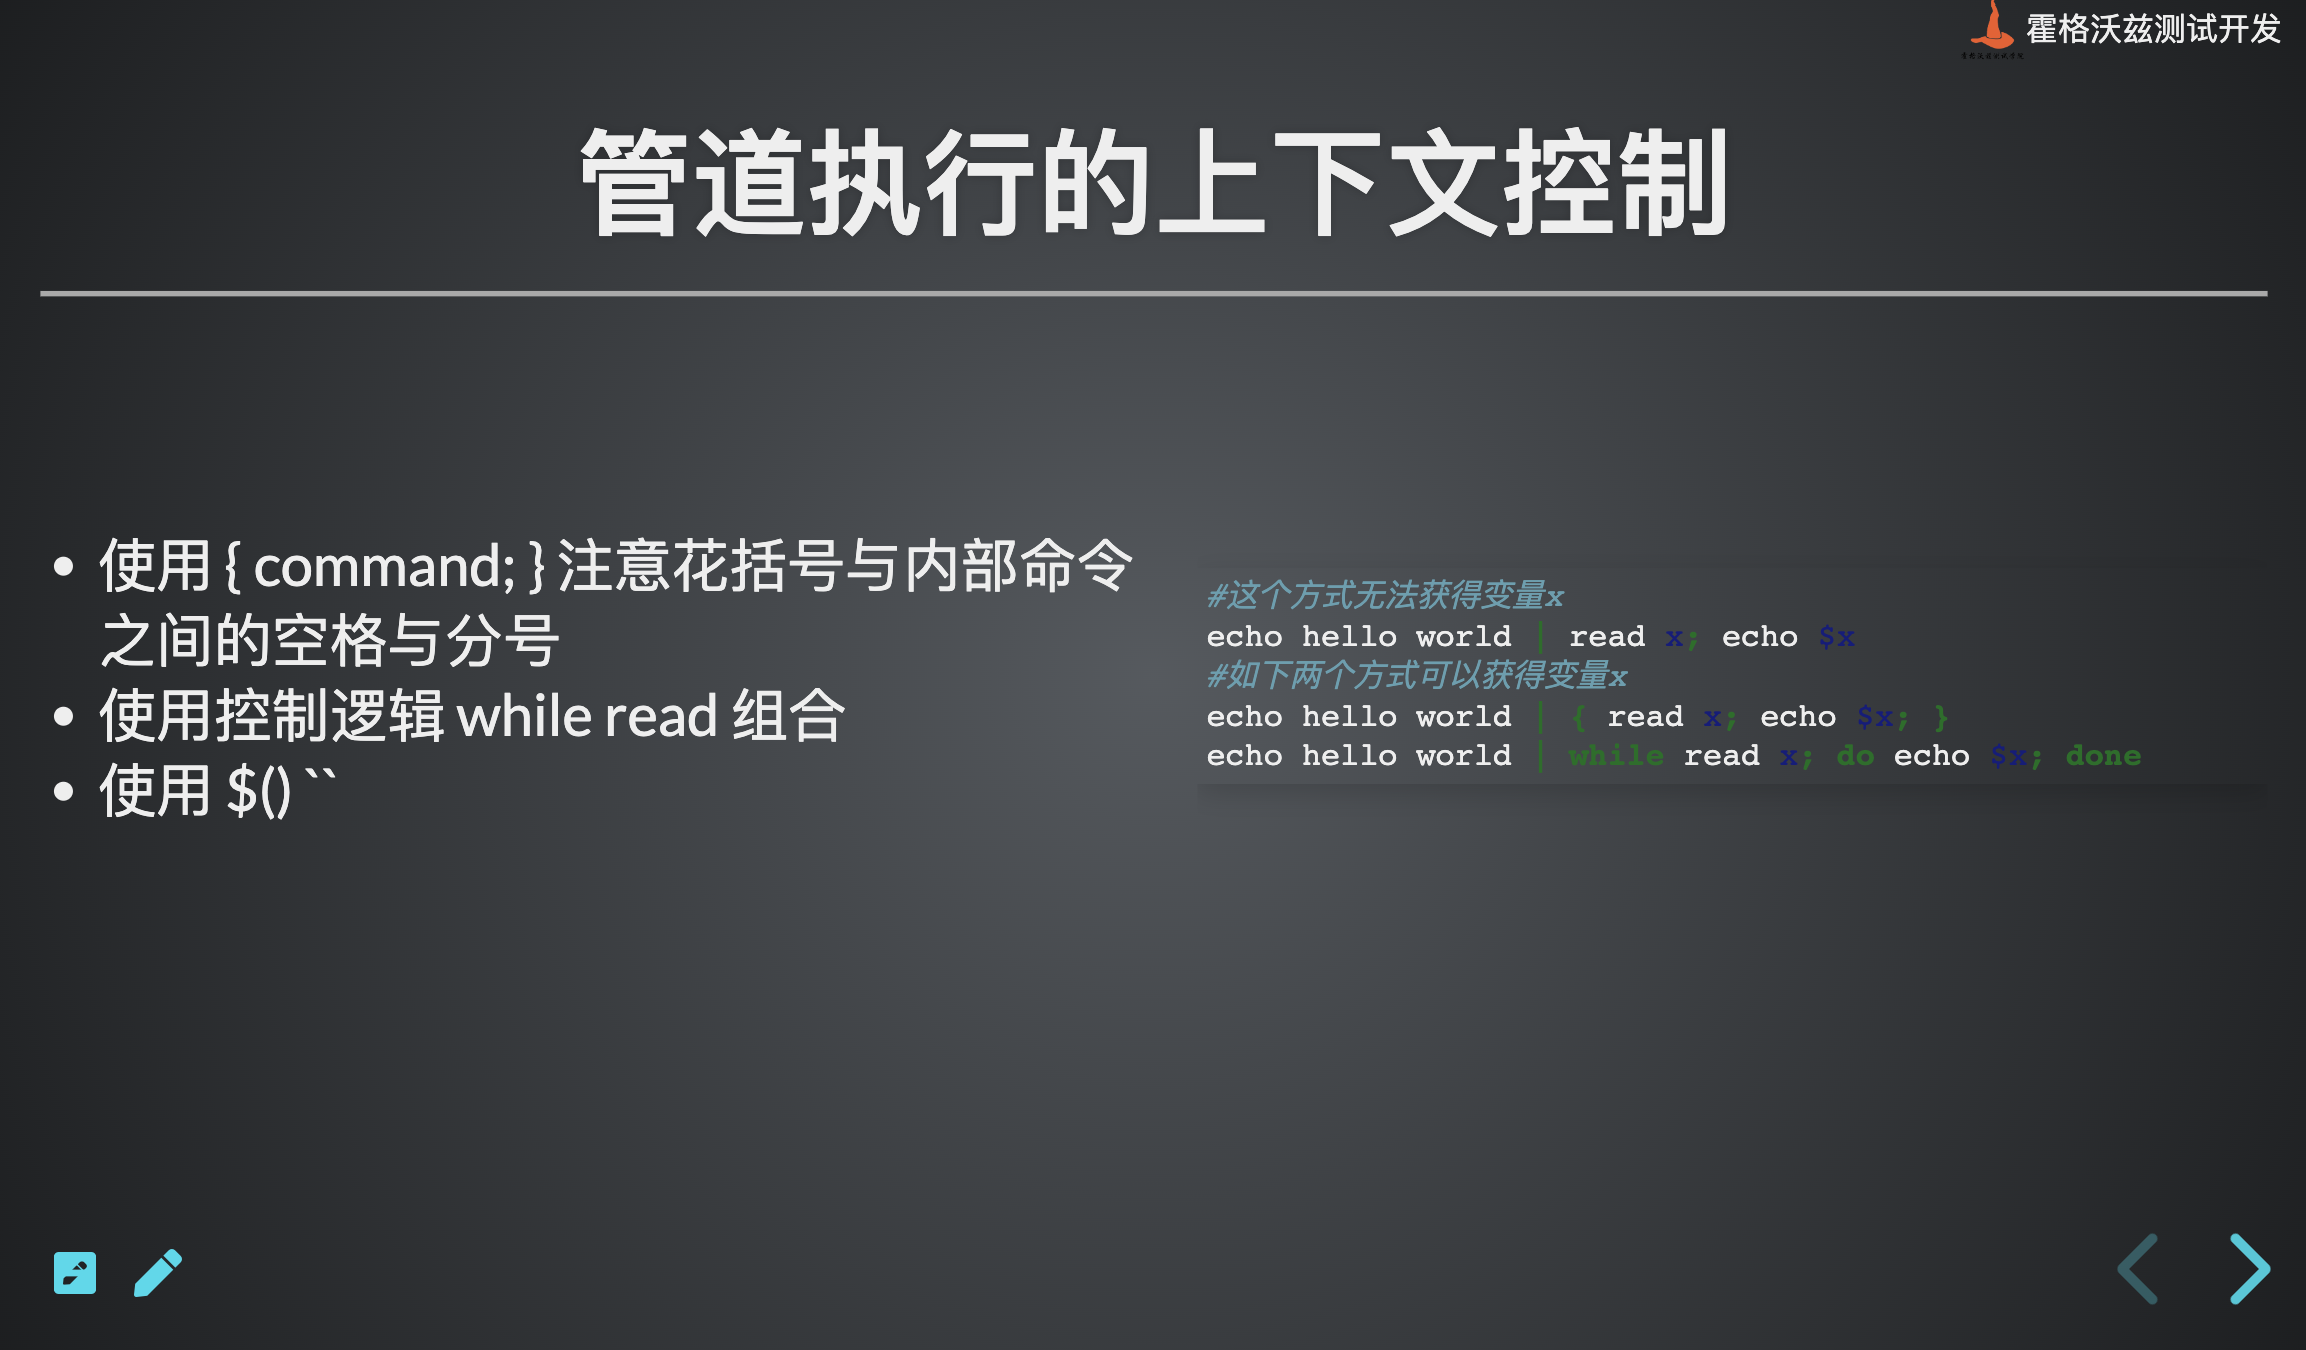 霍格沃兹测试开发
管道执行的上下文控制
使用 { command; } 注意花括号与内部命令
之间的空格与分号
使用控制逻辑 while read 组合
使用 $() ``
#这个方式无法获得变量x
echo hello world | read x; echo $x
#如下两个方式可以获得变量x
echo hello world | { read x; echo $x; }
echo hello world | while read x; do echo $x; done